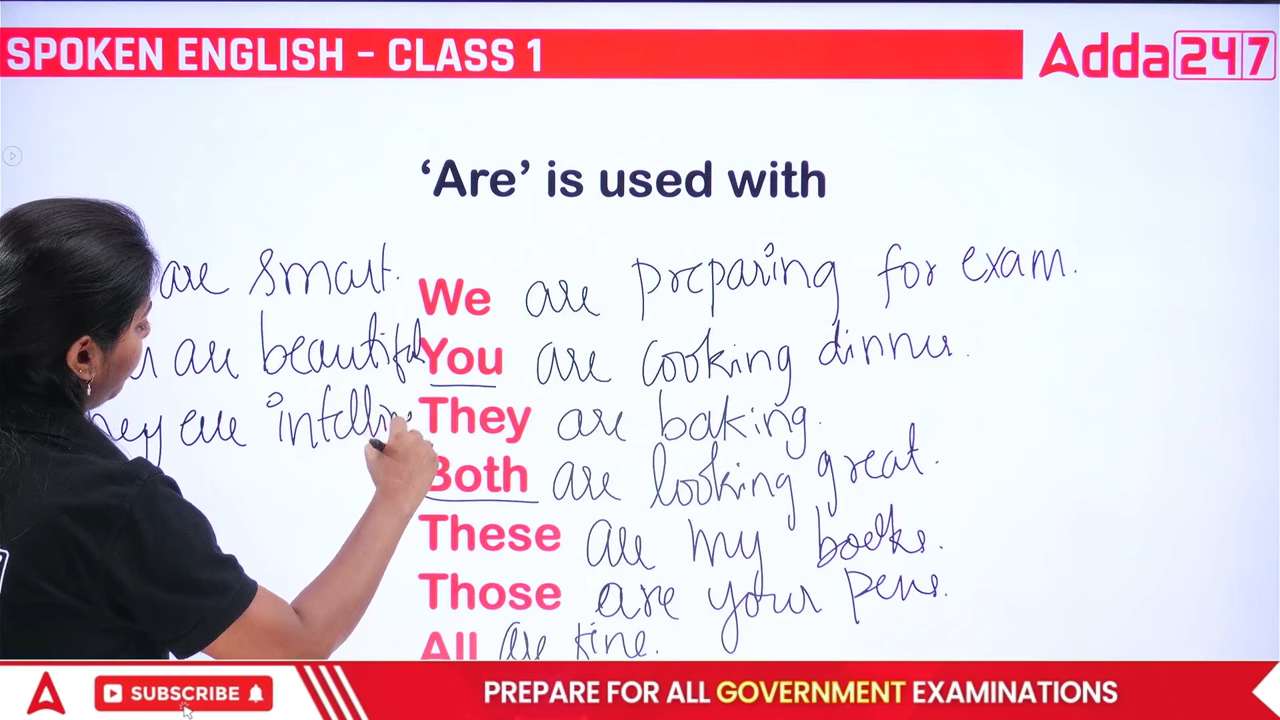 SPOKEN ENGLISH - CLASS 1
Adda247
'Are' is used with
are smart.
We are preparing for exam.
are beautiful
You are cooking dinner.
are
They are baking.
Both are looking great.
These are my books.
Those are your pens.
All are fine.
SUBSCRIBE
PREPARE FOR ALL GOVERNMENT EXAMINATIONS